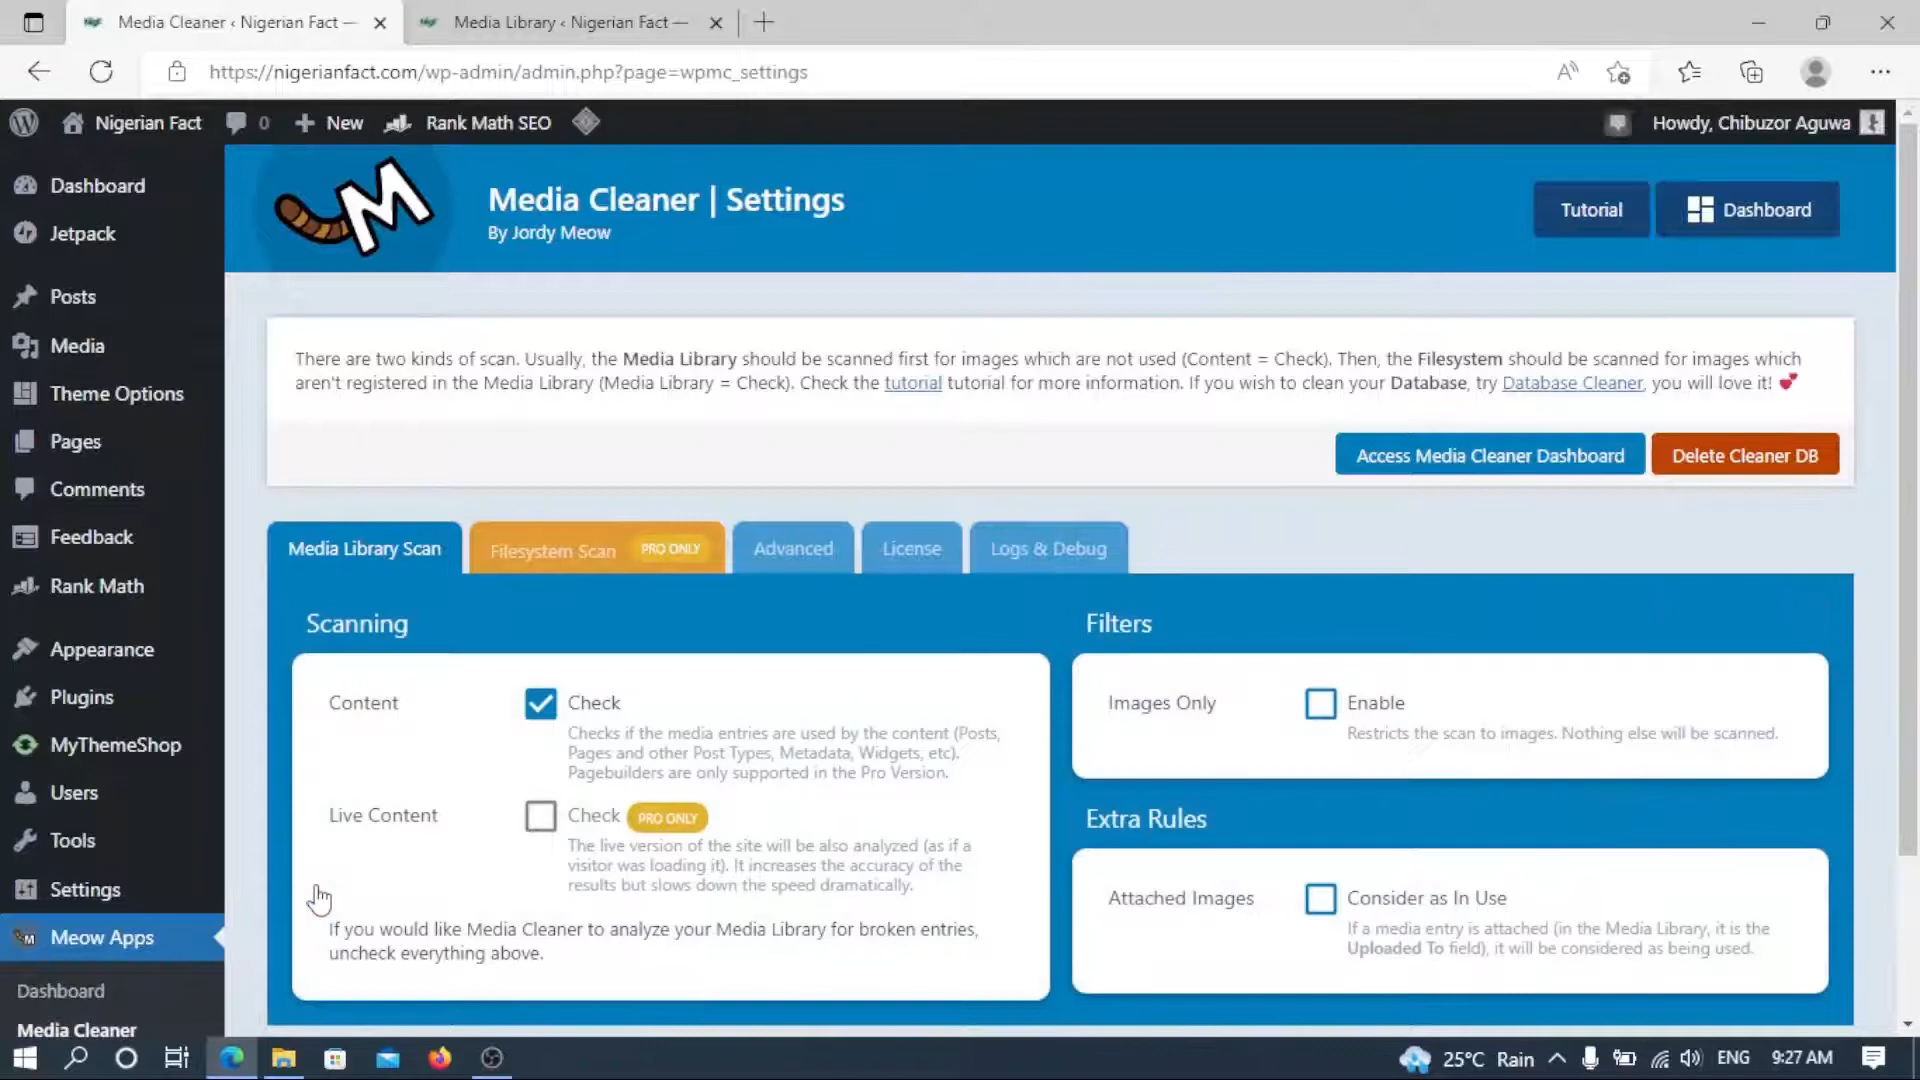 Media Cleaner ‹ Nigerian Fact —
Media Library ‹ Nigerian Fact —
https://nigerianfact.com/wp-admin/admin.php?page=wpmc_settings
Nigerian Fact
0
New
Rank Math SEO
Howdy, Chibuzor Aguwa
Dashboard
Jetpack
Posts
Media
Theme Options
Pages
Comments
Feedback
Rank Math
Appearance
Plugins
MyThemeShop
Users
Tools
Settings
Meow Apps
Dashboard
Media Cleaner
M
Media Cleaner | Settings
By Jordy Meow
Tutorial
Dashboard
There are two kinds of scan. Usually, the Media Library should be scanned first for images which are not used (Content = Check). Then, the Filesystem should be scanned for images which
aren't registered in the Media Library (Media Library = Check). Check the tutorial tutorial for more information. If you wish to clean your Database, try Database Cleaner, you will love it! 💕
Access Media Cleaner Dashboard
Delete Cleaner DB
Media Library Scan
Filesystem Scan PRO ONLY
Advanced
License
Logs & Debug
Scanning
Content
Check
Checks if the media entries are used by the content (Posts,
Pages and other Post Types, Metadata, Widgets, etc).
Pagebuilders are only supported in the Pro Version.
Live Content
Check PRO ONLY
The live version of the site will be also analyzed (as if a
visitor was loading it). It increases the accuracy of the
results but slows down the speed dramatically.
If you would like Media Cleaner to analyze your Media Library for broken entries,
uncheck everything above.
Filters
Images Only
Enable
Restricts the scan to images. Nothing else will be scanned.
Extra Rules
Attached Images
Consider as In Use
If a media entry is attached (in the Media Library, it is the
Uploaded To field), it will be considered as being used.
25°C Rain
ENG
9:27 AM